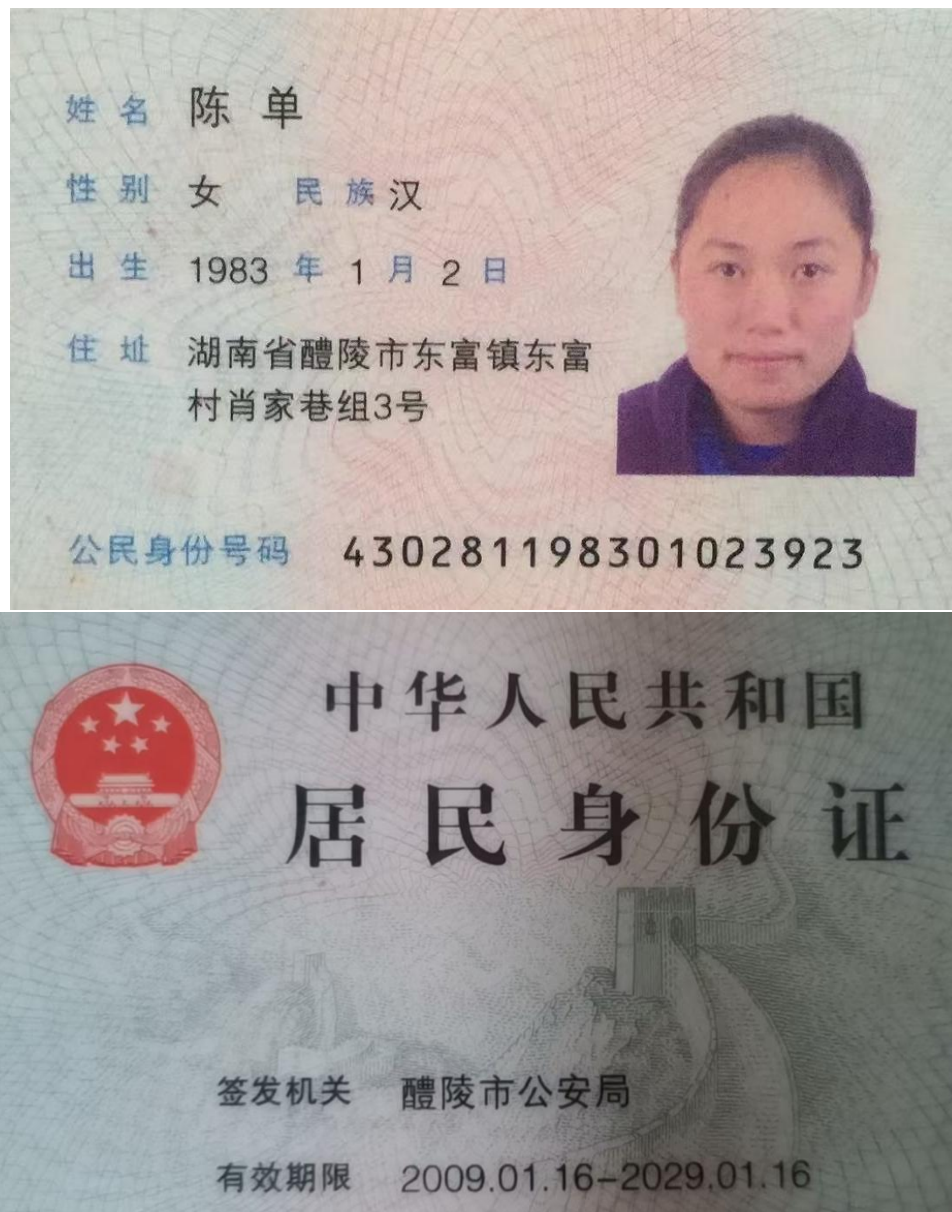 姓名 陈单
性别 女 民族 汉
出生 1983 年 1 月 2 日
住址 湖南省醴陵市东富镇东富
村肖家巷组3号
公民身份号码 430281198301023923
中华人民共和国
居民身份证
签发机关 醴陵市公安局
有效期限 2009.01.16-2029.01.16